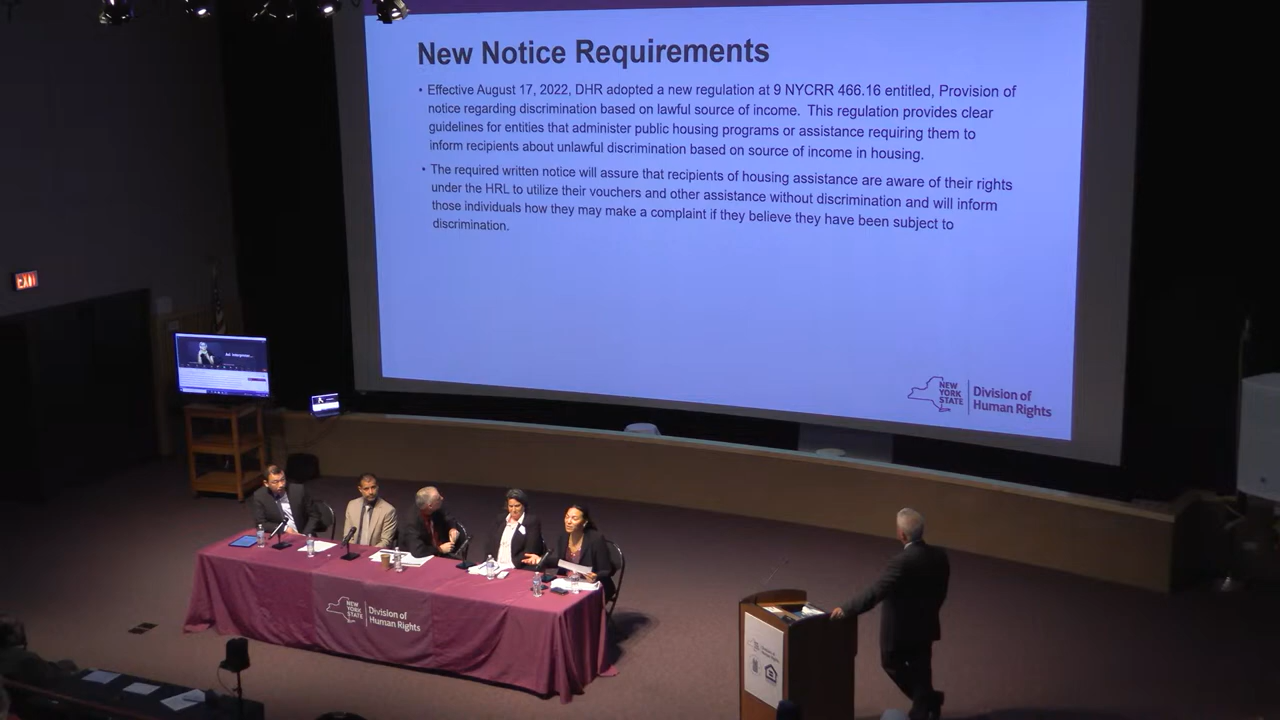 New Notice Requirements
• Effective August 17, 2022, DHR adopted a new regulation at 9 NYCRR 466.16 entitled, Provision of
notice regarding discrimination based on lawful source of income. This regulation provides clear
guidelines for entities that administer public housing programs or assistance requiring them to
inform recipients about unlawful discrimination based on source of income in housing.
• The required written notice will assure that recipients of housing assistance are aware of their rights
under the HRL to utilize their vouchers and other assistance without discrimination and will inform
those individuals how they may make a complaint if they believe they have been subject to
discrimination.
NEW
YORK
STATE
Division of
Human Rights
EXIT
NEW
YORK
STATE
Division of
Human Rights